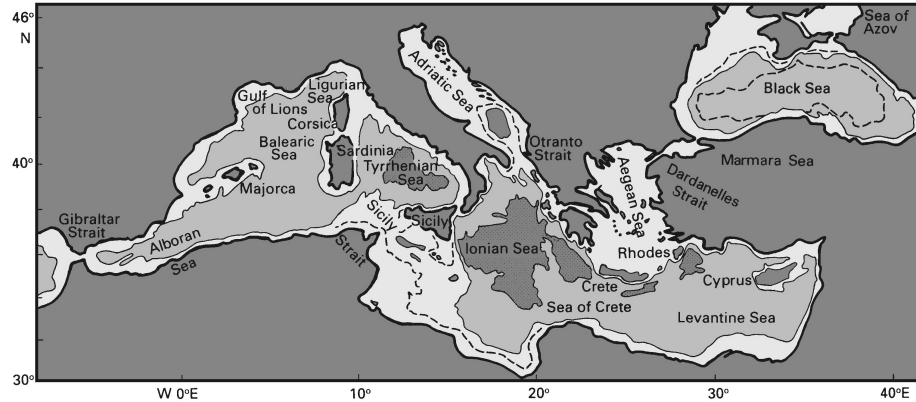 46°
N
Sea of
Azov
Ligurian
Sea
Adriatic Sea
Black Sea
Gulf
of Lions
Corsica
Balearic
Sea
Otranto
Strait
40°
Sardinia
Tyrrhenian
Sea
Aegean Sea
Marmara Sea
Majorca
Dardanelles
Strait
Gibraltar
Strait
Sicily
Sicily
Strait
Alboran
Sea
Ionian Sea
Rhodes
Crete
Cyprus
Sea of Crete
Levantine Sea
30°
W 0°E
10°
20°
30°
40°E